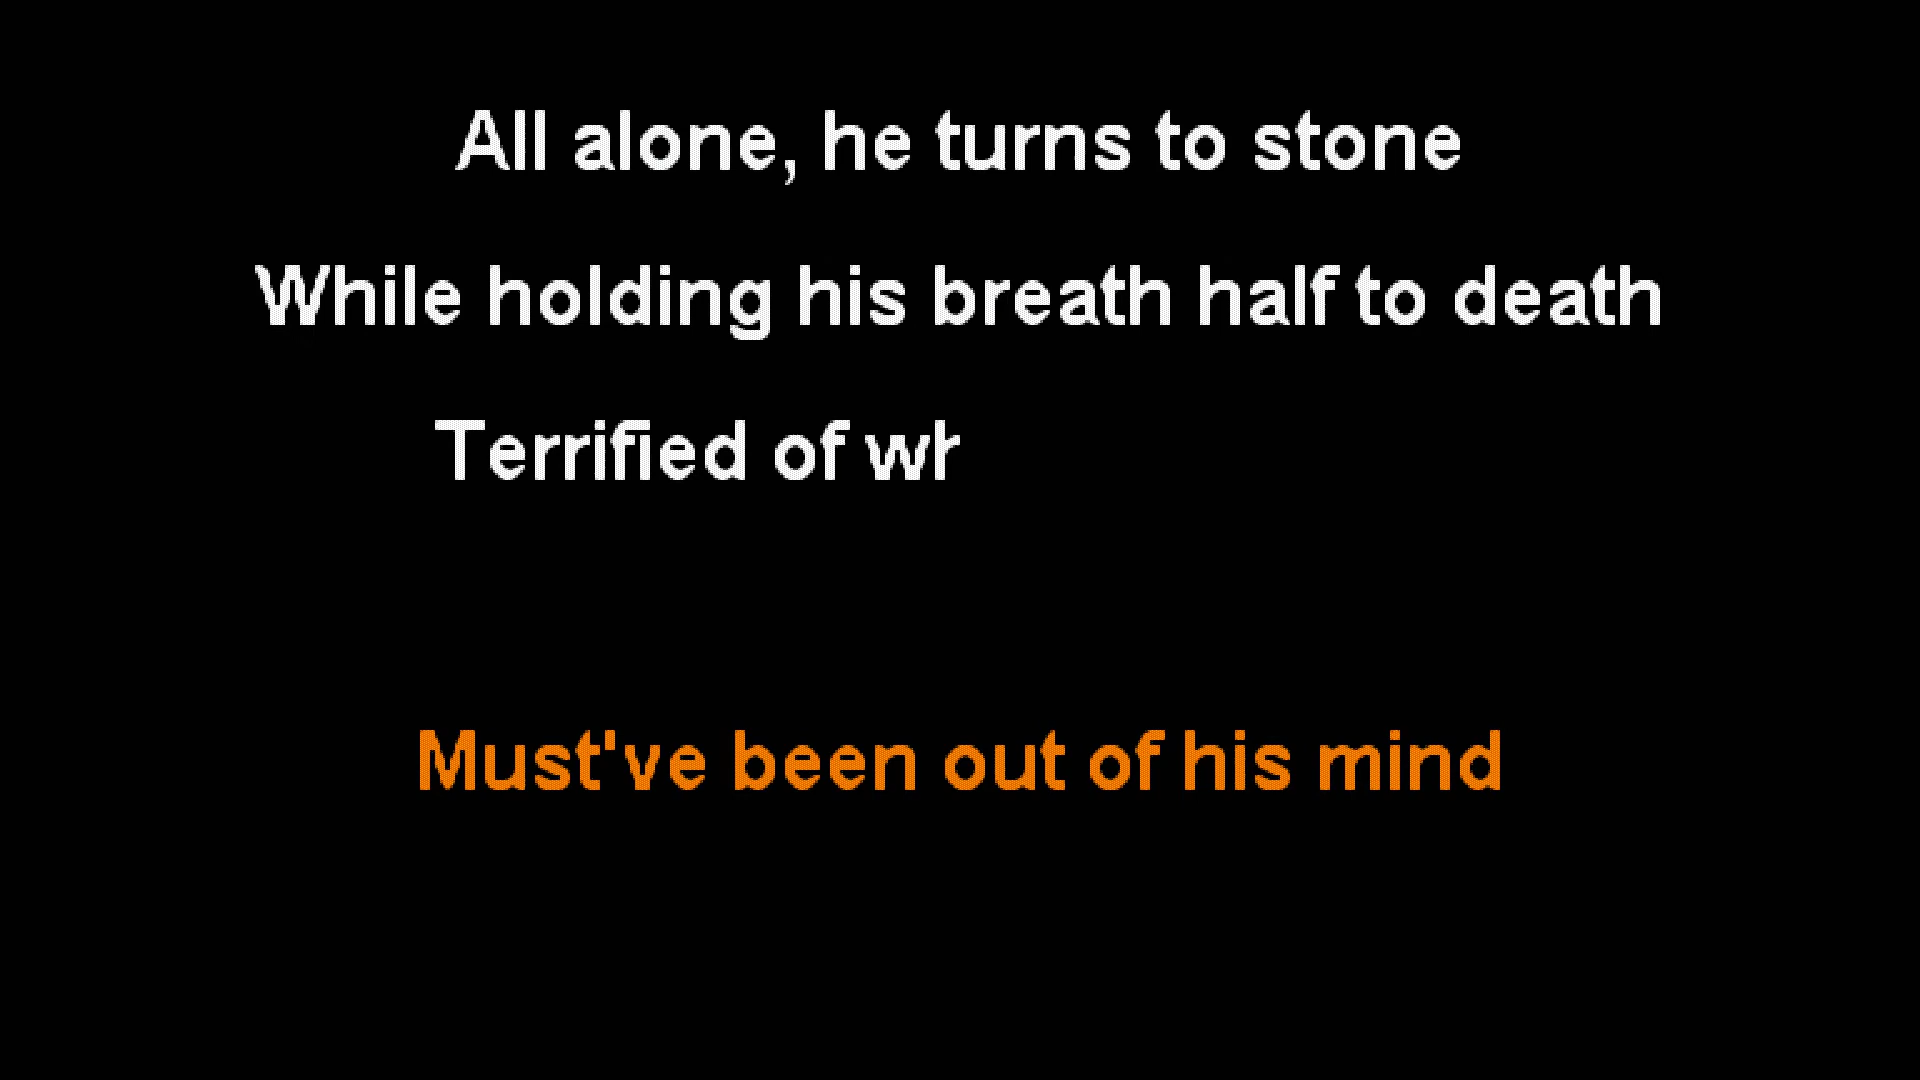 All alone, he turns to stone
While holding his breath half to death
Terrified of
Must've been out of his mind